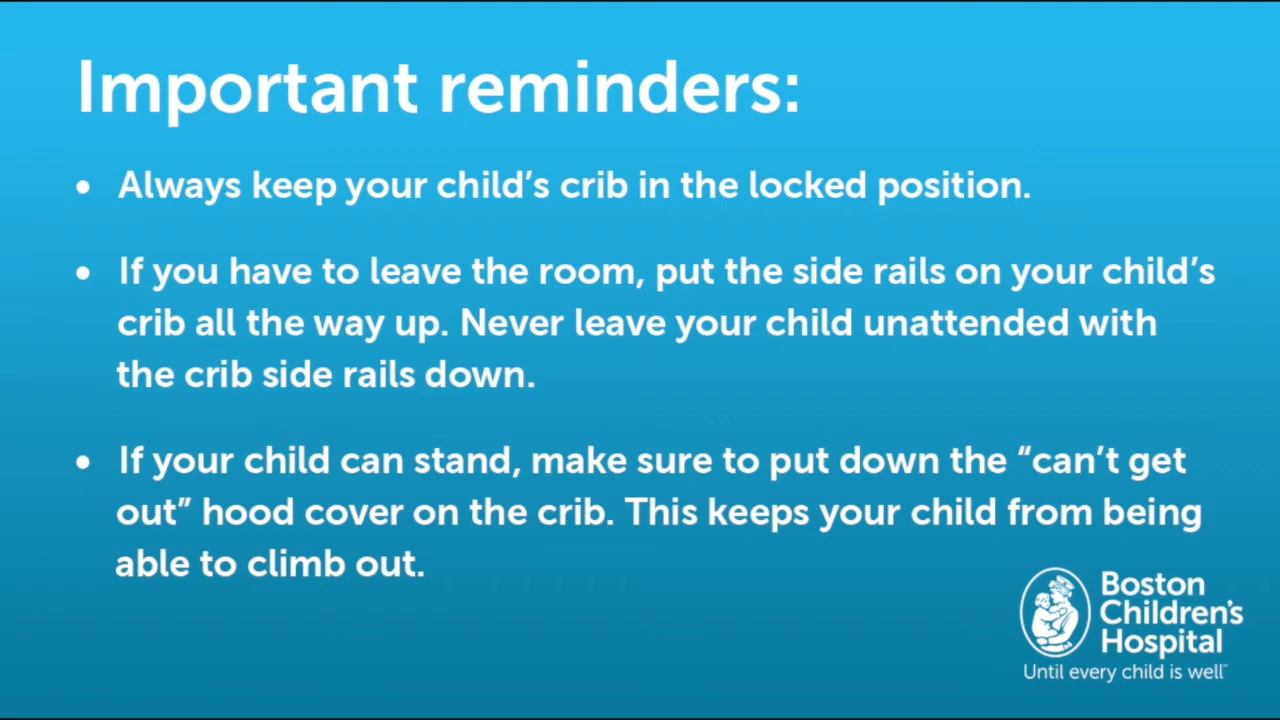 Important reminders:
• Always keep your child’s crib in the locked position.
• If you have to leave the room, put the side rails on your child’s
crib all the way up. Never leave your child unattended with
the crib side rails down.
• If your child can stand, make sure to put down the “can’t get
out” hood cover on the crib. This keeps your child from being
able to climb out.
Boston
Children’s
Hospital
Until every child is well™